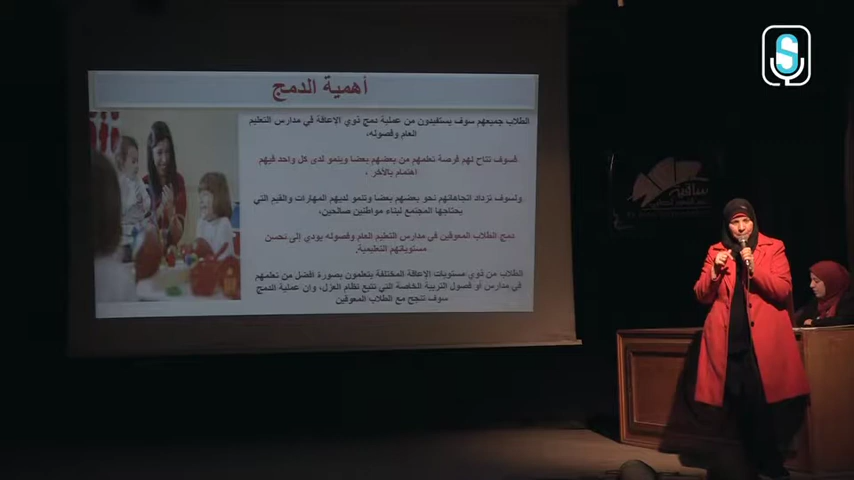 أهمية الدمج
الطلاب جميعهم سوف يستفيدون من عملية دمج ذوي الإعاقة في مدارس التعليم
العام وفصوله،
فسوف تتاح لهم فرصة تعلمهم من بعضهم بعضا وينمو لدى كل واحد فيهم
اهتمام بالآخر ،
ولسوف تزداد اتجاهاتهم نحو بعضهم بعضا وتنمو لديهم المهارات والقيم التي
يحتاجها المجتمع لبناء مواطنين صالحين،
دمج الطلاب المعوقين في مدارس التعليم العام وفصوله يودي إلى تحسن
مستوياتهم التعليمية.
الطلاب من ذوي مستويات الإعاقة المختلفة يتعلمون بصورة افضل من تعلمهم
في مدارس أو فصول التربية الخاصة التي تتبع نظام العزل، وان عملية الدمج
سوف تنجح مع الطلاب المعوقين
S
ساقية